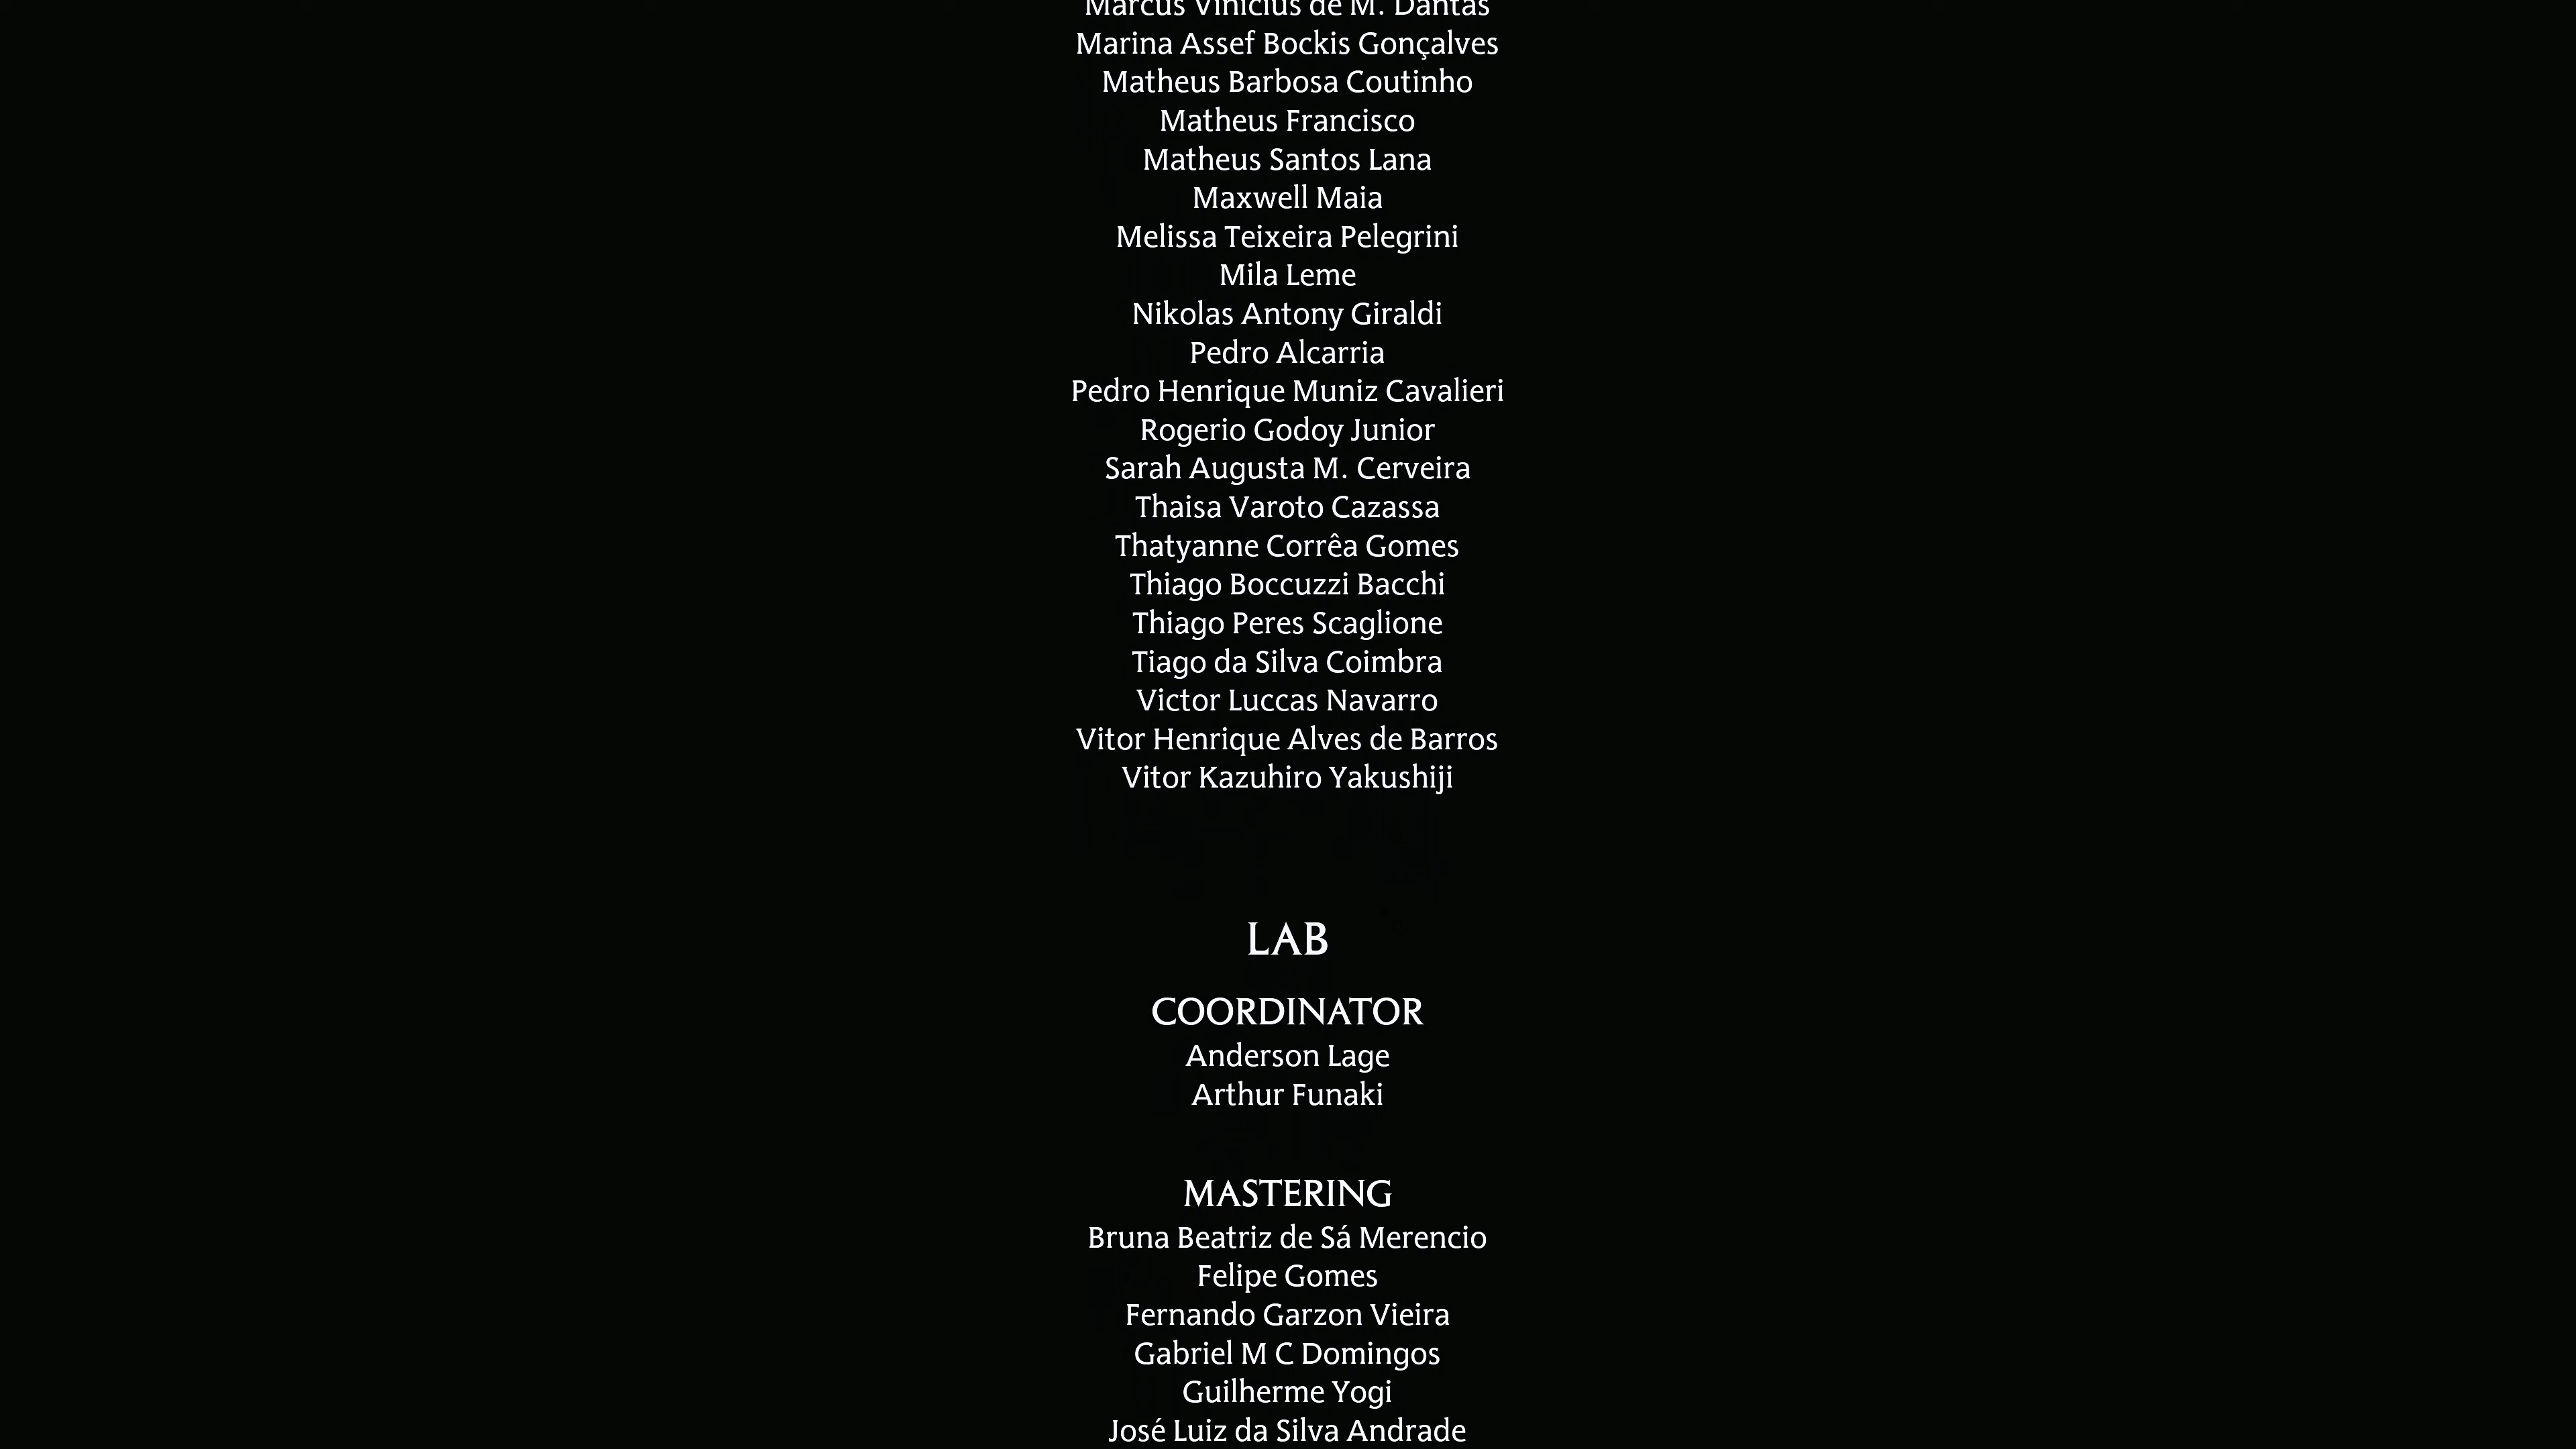 Marcus Vinicius de M. Dantas
Marina Assef Bockis Gonçalves
Matheus Barbosa Coutinho
Matheus Francisco
Matheus Santos Lana
Maxwell Maia
Melissa Teixeira Pelegrini
Mila Leme
Nikolas Antony Giraldi
Pedro Alcarria
Pedro Henrique Muniz Cavalieri
Rogerio Godoy Junior
Sarah Augusta M. Cerveira
Thaisa Varoto Cazassa
Thatyanne Corrêa Gomes
Thiago Boccuzzi Bacchi
Thiago Peres Scaglione
Tiago da Silva Coimbra
Victor Luccas Navarro
Vitor Henrique Alves de Barros
Vitor Kazuhiro Yakushiji
LAB
COORDINATOR
Anderson Lage
Arthur Funaki
MASTERING
Bruna Beatriz de Sá Merencio
Felipe Gomes
Fernando Garzon Vieira
Gabriel M C Domingos
Guilherme Yogi
José Luiz da Silva Andrade